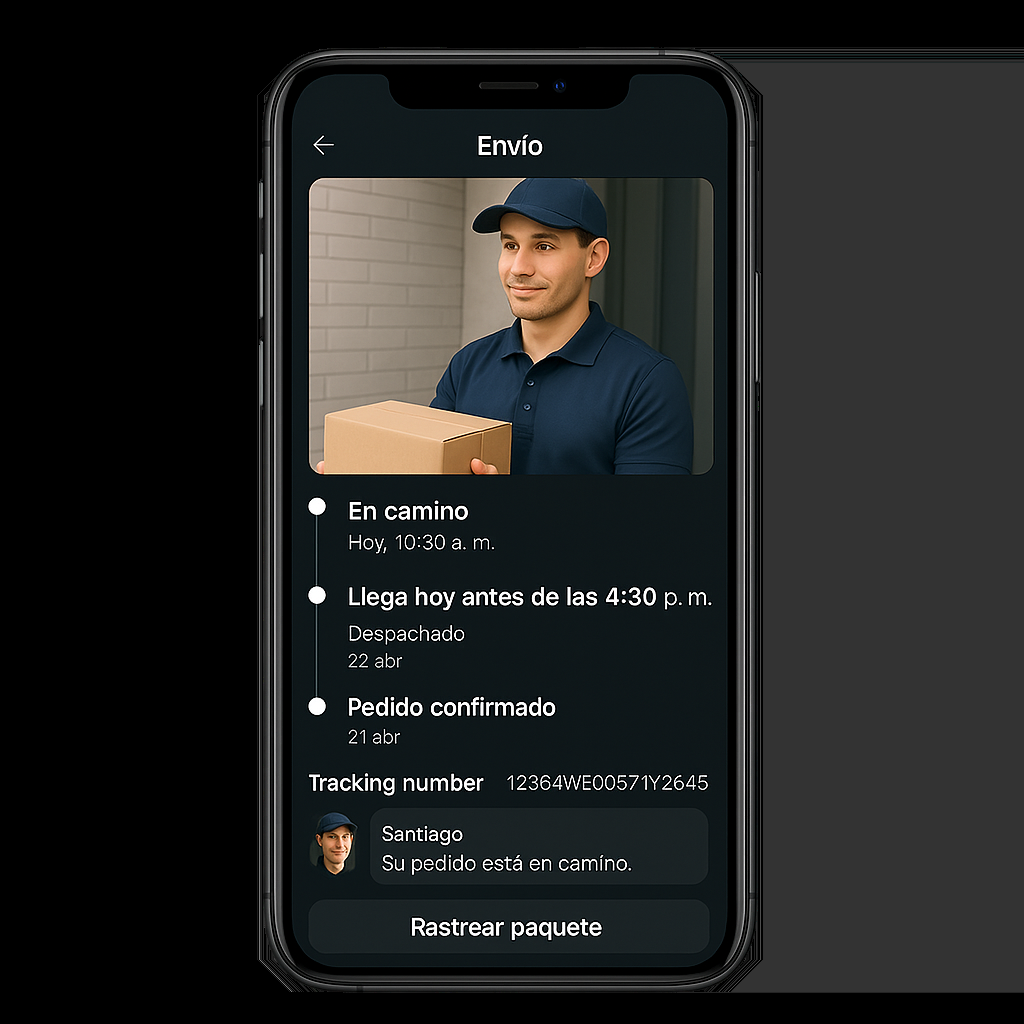 Envío
En camino
Hoy, 10:30 a. m.
Llega hoy antes de las 4:30 p. m.
Despachado
22 abr
Pedido confirmado
21 abr
Tracking number 12364WE00571Y2645
Santiago
Su pedido está en camíno.
Rastrear paquete